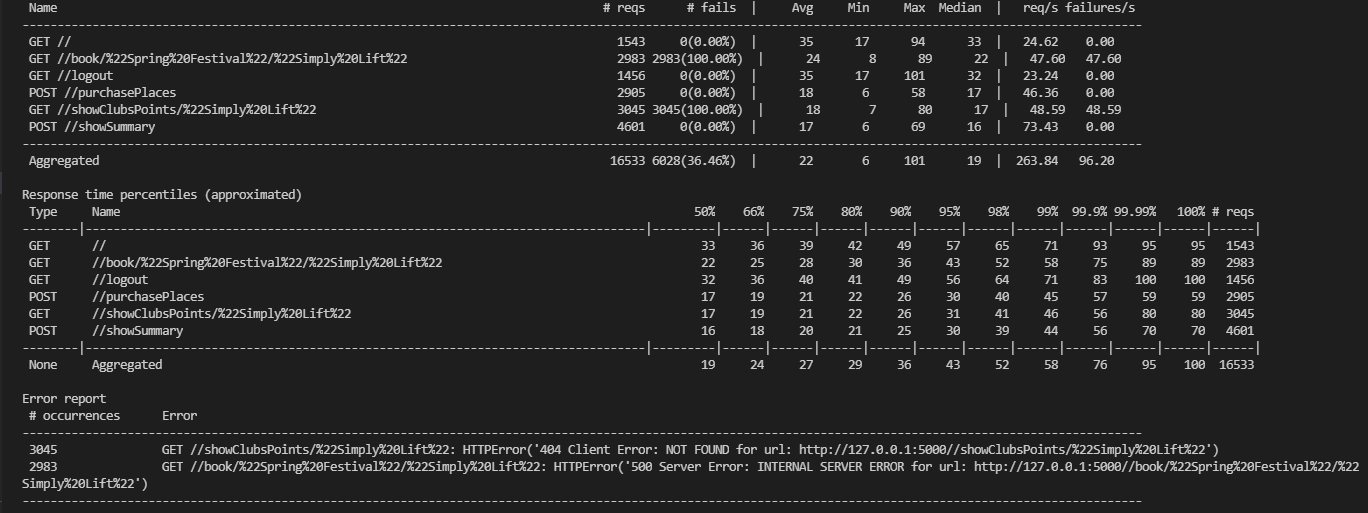 Name # reqs # fails | Avg Min Max Median | req/s failures/s
--------------------------------------------------------------------------------
GET // 1543 0(0.00%) | 35 17 94 33 | 24.62 0.00
GET //book/%22Spring%20Festival%22/%22Simply%20Lift%22 2983 2983(100.00%) | 24 8 89 22 | 47.60 47.60
GET //logout 1456 0(0.00%) | 35 17 101 32 | 23.24 0.00
POST //purchasePlaces 2905 0(0.00%) | 18 6 58 17 | 46.36 0.00
GET //showClubsPoints/%22Simply%20Lift%22 3045 3045(100.00%) | 18 7 80 17 | 48.59 48.59
POST //showSummary 4601 0(0.00%) | 17 6 69 16 | 73.43 0.00
--------------------------------------------------------------------------------
Aggregated 16533 6028(36.46%) | 22 6 101 19 | 263.84 96.20
Response time percentiles (approximated)
Type Name 50% 66% 75% 80% 90% 95% 98% 99% 99.9% 99.99% 100% # reqs
--------|--------------------------------------------------------------------------------|---------|------|------|------|------|------|------|------|------|------|------|------|
GET // 33 36 39 42 49 57 65 71 93 95 95 1543
GET //book/%22Spring%20Festival%22/%22Simply%20Lift%22 22 25 28 30 36 43 52 58 75 89 89 2983
GET //logout 32 36 40 41 49 56 64 71 83 100 100 1456
POST //purchasePlaces 17 19 21 22 26 30 40 45 57 59 59 2905
GET //showClubsPoints/%22Simply%20Lift%22 17 19 21 22 26 31 41 46 56 80 80 3045
POST //showSummary 16 18 20 21 25 30 39 44 56 70 70 4601
--------|--------------------------------------------------------------------------------|---------|------|------|------|------|------|------|------|------|------|------|------|
None Aggregated 19 24 27 29 36 43 52 58 76 95 100 16533
Error report
# occurrences Error
--------------------------------------------------------------------------------
3045 GET //showClubsPoints/%22Simply%20Lift%22: HTTPError('404 Client Error: NOT FOUND for url: http://127.0.0.1:5000//showClubsPoints/%22Simply%20Lift%22')
2983 GET //book/%22Spring%20Festival%22/%22Simply%20Lift%22: HTTPError('500 Server Error: INTERNAL SERVER ERROR for url: http://127.0.0.1:5000//book/%22Spring%20Festival%22/%22
Simply%20Lift%22')
--------------------------------------------------------------------------------